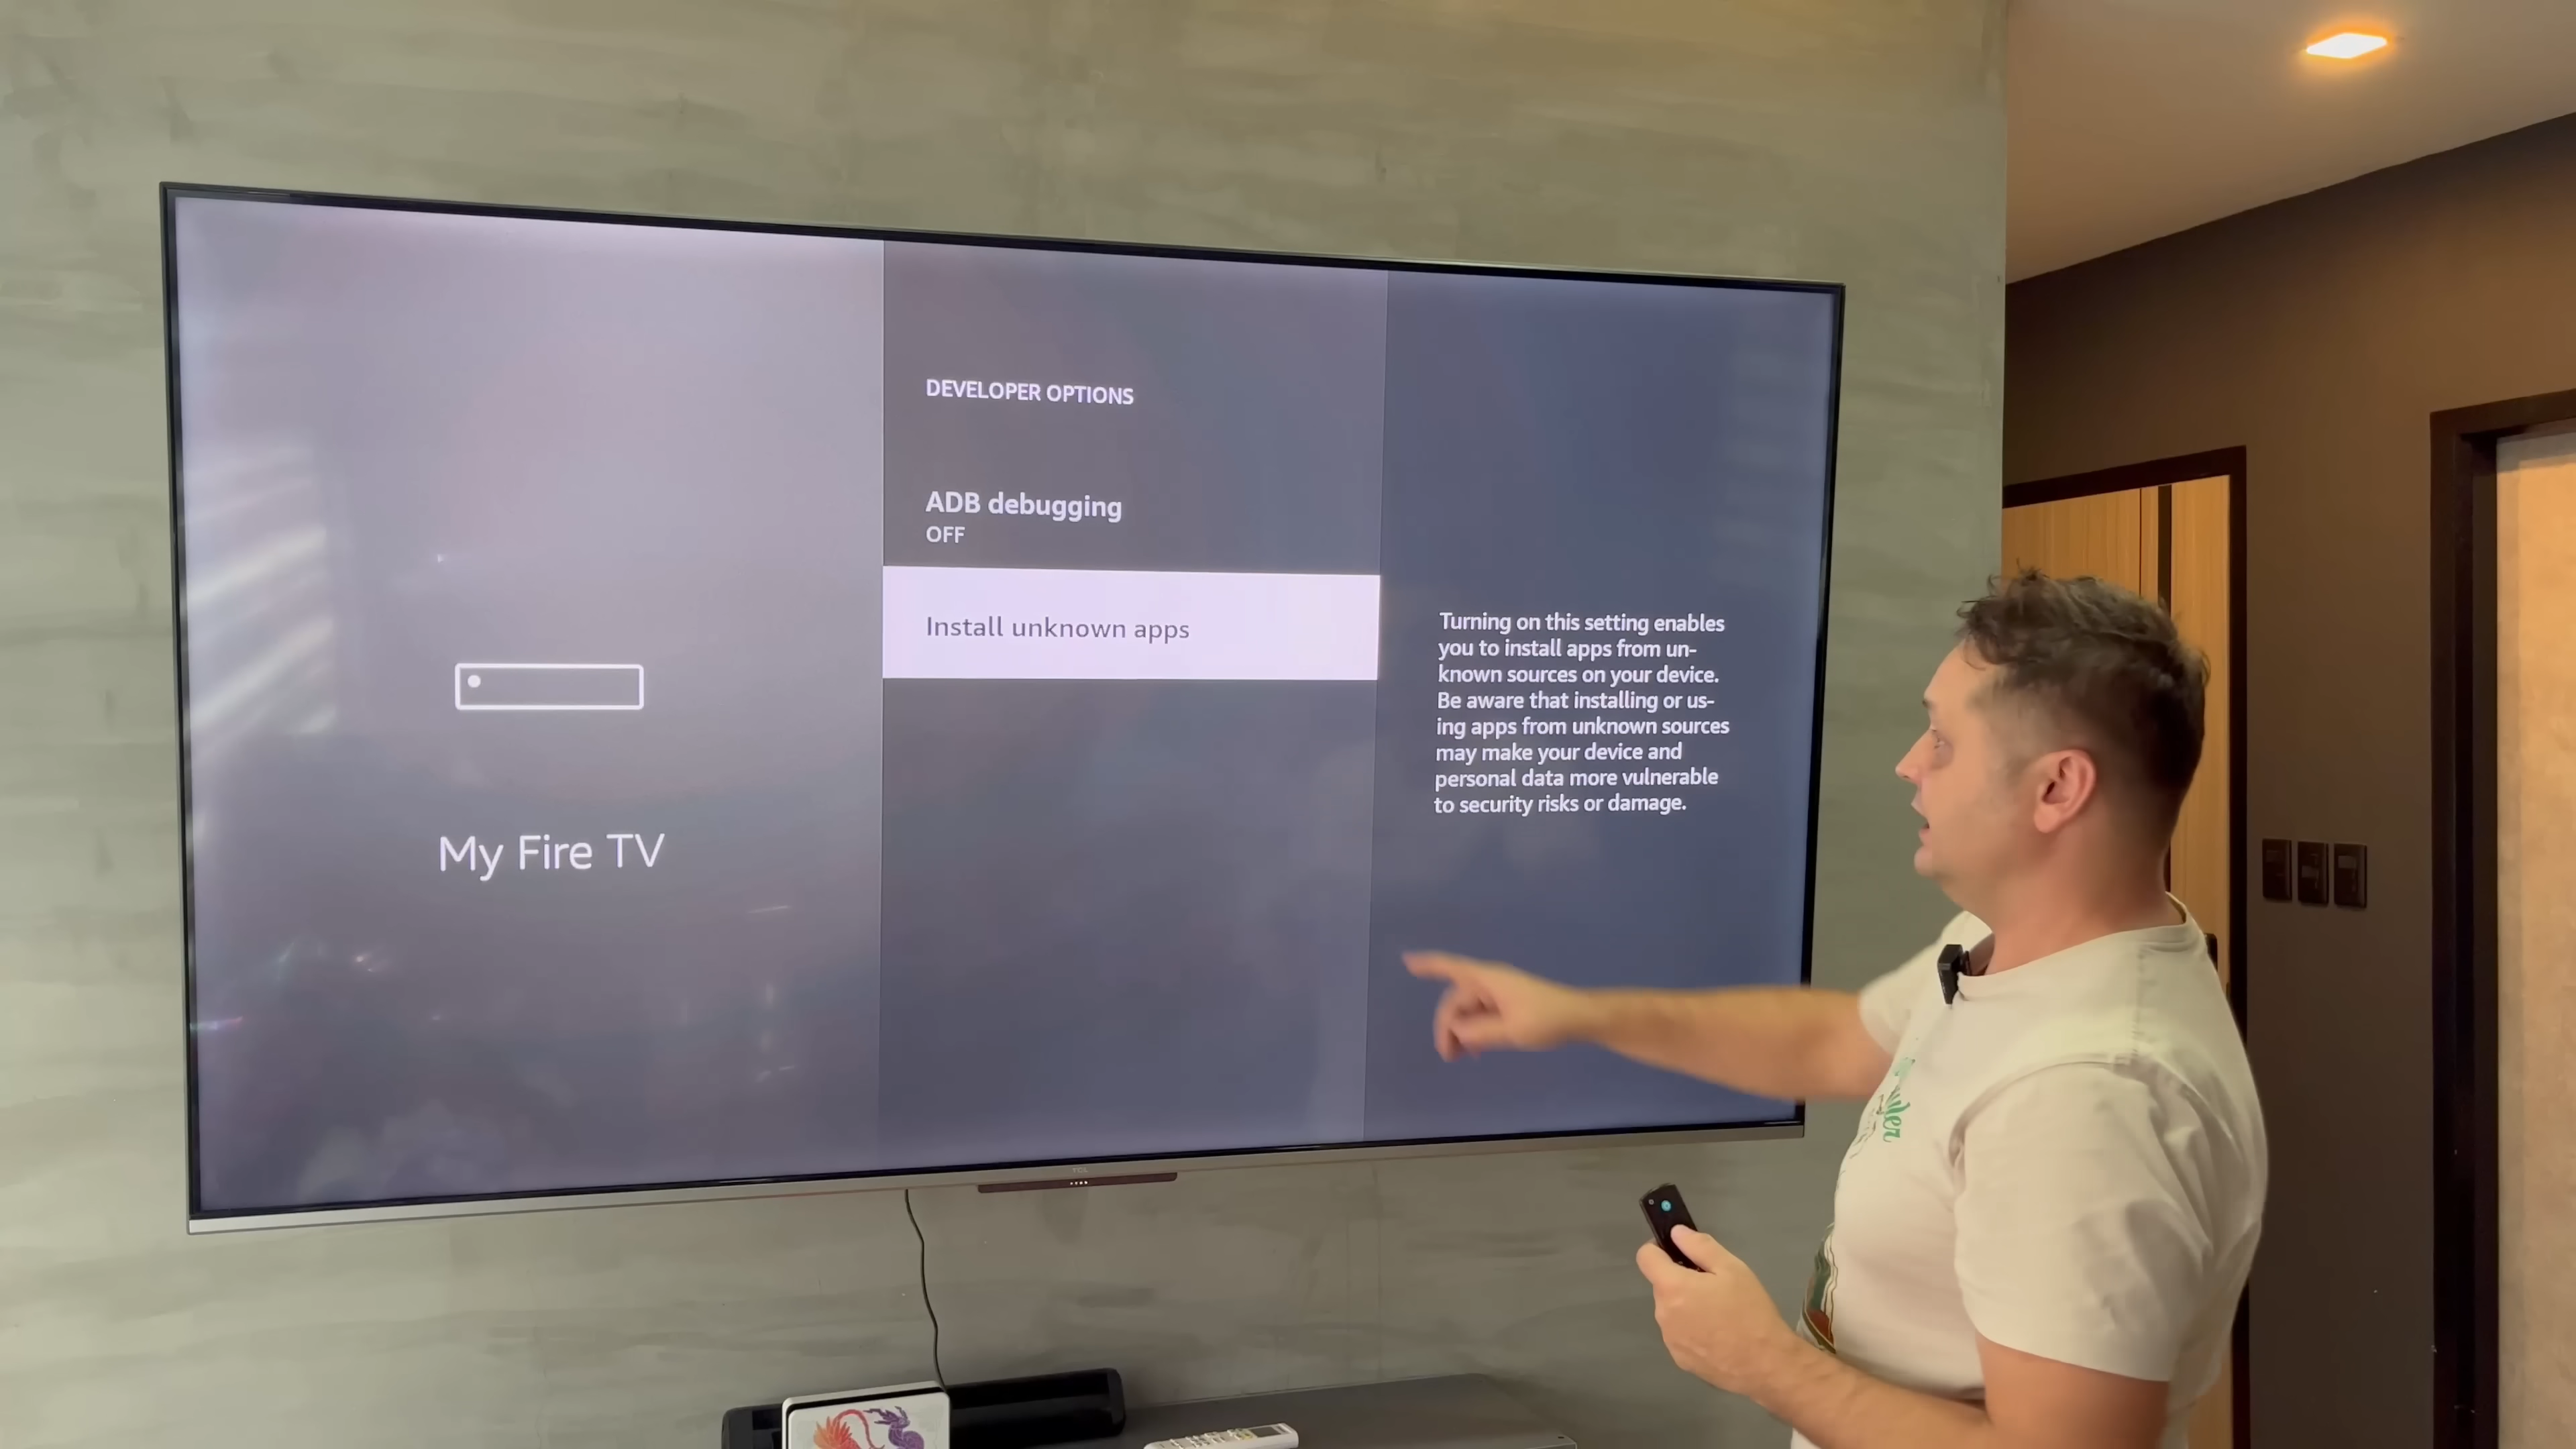 DEVELOPER OPTIONS
ADB debugging
OFF
Install unknown apps
My Fire TV
Turning on this setting enables
you to install apps from un-
known sources on your device.
Be aware that installing or us-
ing apps from unknown sources
may make your device and
personal data more vulnerable
to security risks or damage.
TCL